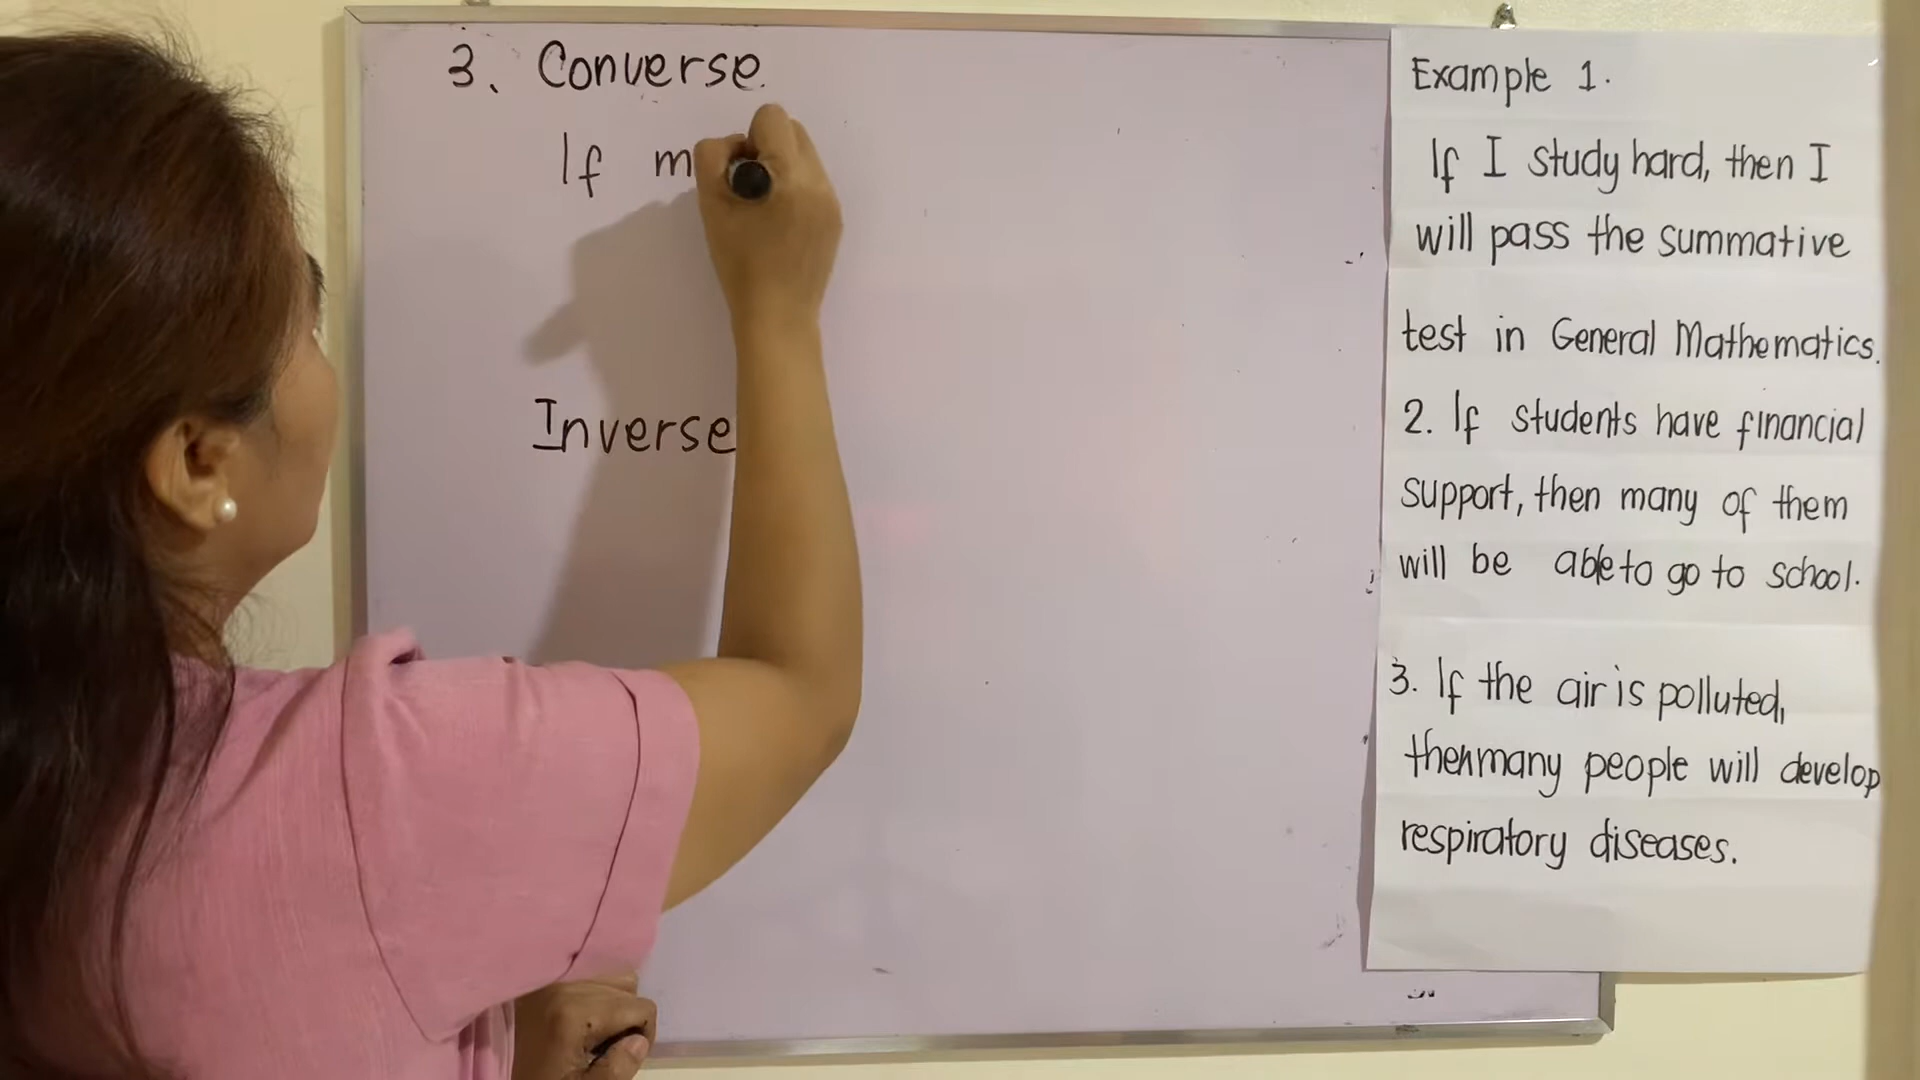 3. Converse
If m
Inverse
Example 1.
If I study hard, then I
will pass the summative
test in General Mathematics.
2. If students have financial
support, then many of them
will be able to go to school.
3. If the air is polluted,
then many people will develop
respiratory diseases.